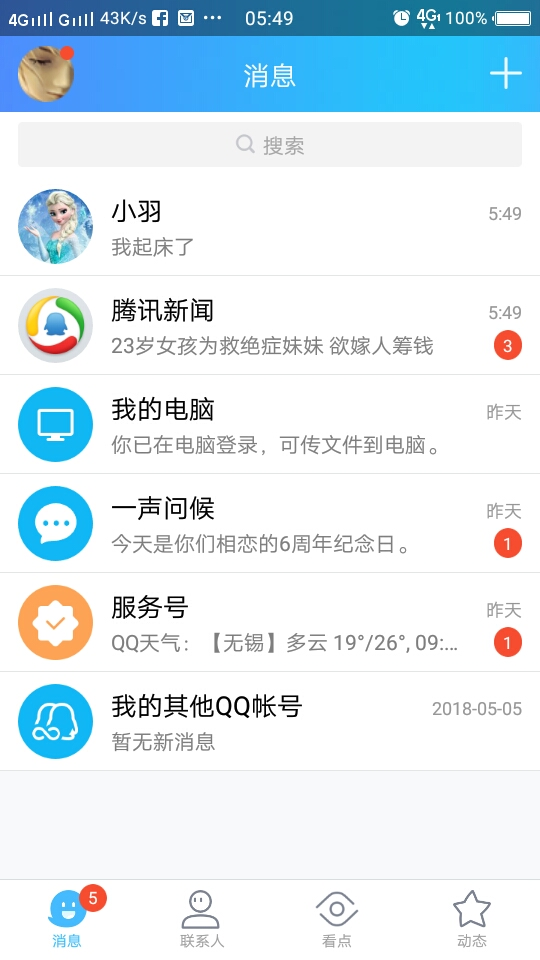 4G G 43K/s ··· 05:49 4G 100%
消息
搜索
小羽 5:49
我起床了
腾讯新闻 5:49
23岁女孩为救绝症妹妹 欲嫁人筹钱 3
我的电脑 昨天
你已在电脑登录，可传文件到电脑。
一声问候 昨天
今天是你们相恋的6周年纪念日。 1
服务号 昨天
QQ天气：【无锡】多云 19°/26°, 09:... 1
我的其他QQ帐号 2018-05-05
暂无新消息
5
消息 联系人 看点 动态